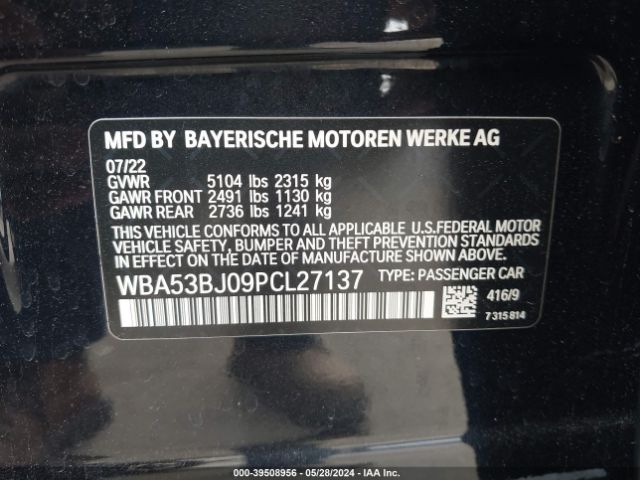 MFD BY BAYERISCHE MOTOREN WERKE AG
07/22
GVWR 5104 lbs 2315 kg
GAWR FRONT 2491 lbs 1130 kg
GAWR REAR 2736 lbs 1241 kg
THIS VEHICLE CONFORMS TO ALL APPLICABLE U.S.FEDERAL MOTOR
VEHICLE SAFETY, BUMPER AND THEFT PREVENTION STANDARDS
IN EFFECT ON THE DATE OF MANUFACTURE SHOWN ABOVE.
WBA53BJ09PCL27137 TYPE: PASSENGER CAR
416/9
7 315 814
000-39508956 - 05/28/2024 - IAA Inc.